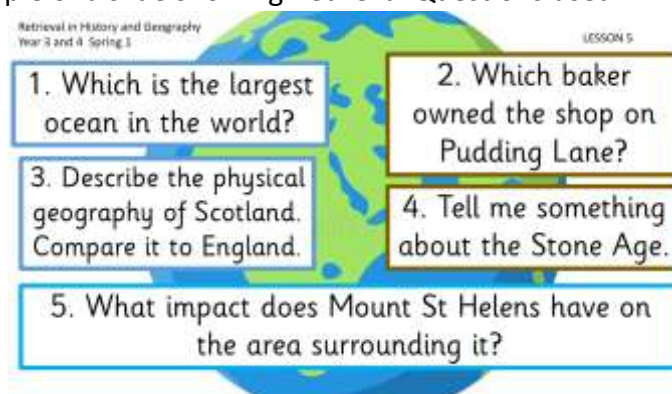 Retrieval in History and Geography
Year 3 and 4 Spring 1
LESSON 5
1. Which is the largest
ocean in the world?
2. Which baker
owned the shop on
Pudding Lane?
3. Describe the physical
geography of Scotland.
Compare it to England.
4. Tell me something
about the Stone Age.
5. What impact does Mount St Helens have on
the area surrounding it?